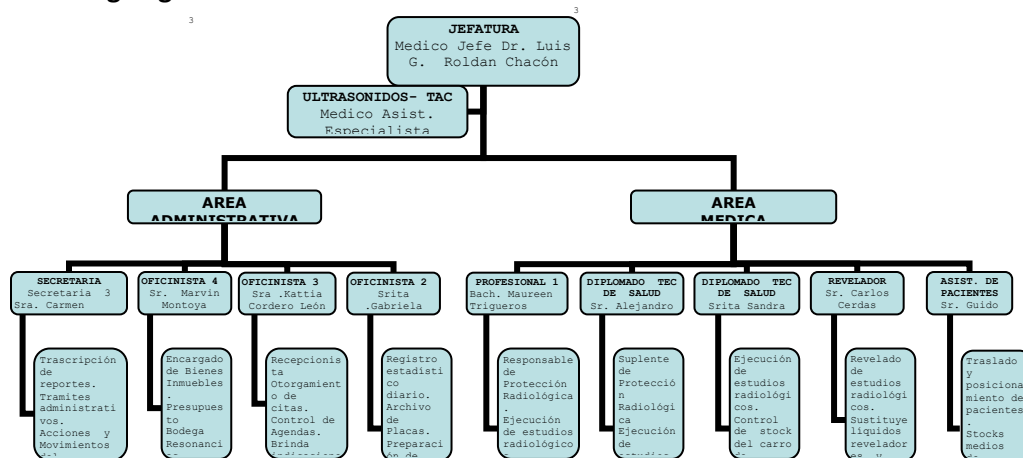 3
3
JEFATURA
Medico Jefe Dr. Luis
G. Roldan Chacón
ULTRASONIDOS- TAC
Medico Asist.
Especialista
AREA
ADMINISTRATIVA
AREA
MEDICA
SECRETARIA
Secretaria 3
Sra. Carmen
OFICINISTA 4
Sr. Marvin
Montoya
OFICINISTA 3
Sra .Kattia
Cordero León
OFICINISTA 2
Srita
.Gabriela
PROFESIONAL 1
Bach. Maureen
Trigueros
DIPLOMADO TEC
DE SALUD
Sr. Alejandro
DIPLOMADO TEC
DE SALUD
Srita Sandra
REVELADOR
Sr. Carlos
Cerdas
ASIST. DE
PACIENTES
Sr. Guido
Trascripción
de
reportes.
Tramites
administrati
vos.
Acciones y
Movimientos
Encargado
de Bienes
Inmuebles
.
Presupues
to
Bodega
Resonanci
Recepcionis
ta
Otorgamient
o de
citas.
Control de
Agendas.
Brinda
Registro
estadísti
co
diario.
Archivo
de
Placas.
Preparaci
ón de
Responsable
de
Protección
Radiológica
.
Ejecución
de estudios
radiológico
Suplente
de
Protecció
n
Radiológi
ca
Ejecución
de
Ejecución
de
estudios
radiológi
cos.
Control
de stock
del carro
Revelado
de
estudios
radiológi
cos.
Sustituye
líquidos
revelador
es y
Traslado
y
posiciona
miento de
pacientes
.
Stocks
medios